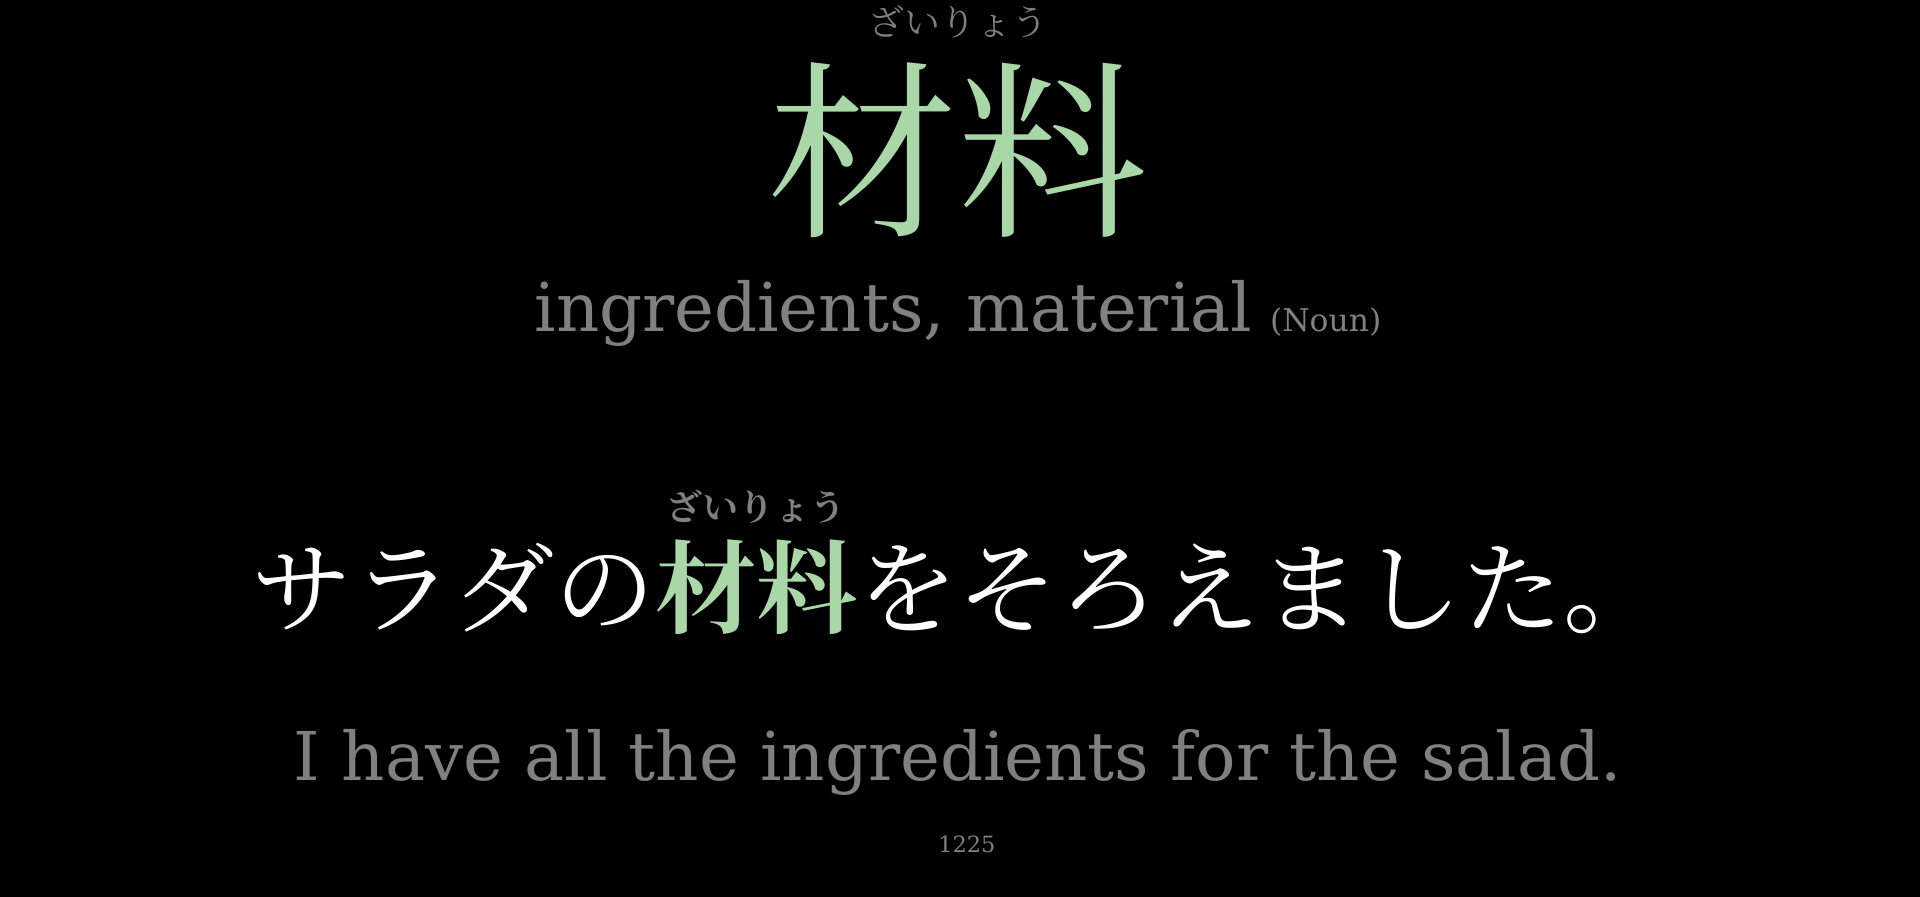 ざいりょう
材料
ingredients, material (Noun)
ざいりょう
サラダの材料をそろえました。
I have all the ingredients for the salad.
1225